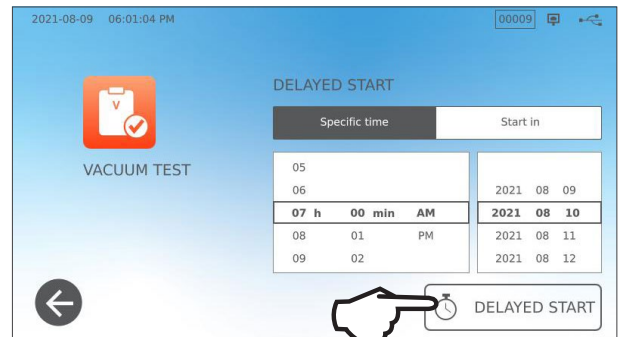 2021-08-09 06:01:04 PM 00009
DELAYED START
Specific time Start in
V
VACUUM TEST
05
06 2021 08 09
07 h 00 min AM 2021 08 10
08 01 PM 2021 08 11
09 02 2021 08 12
DELAYED START